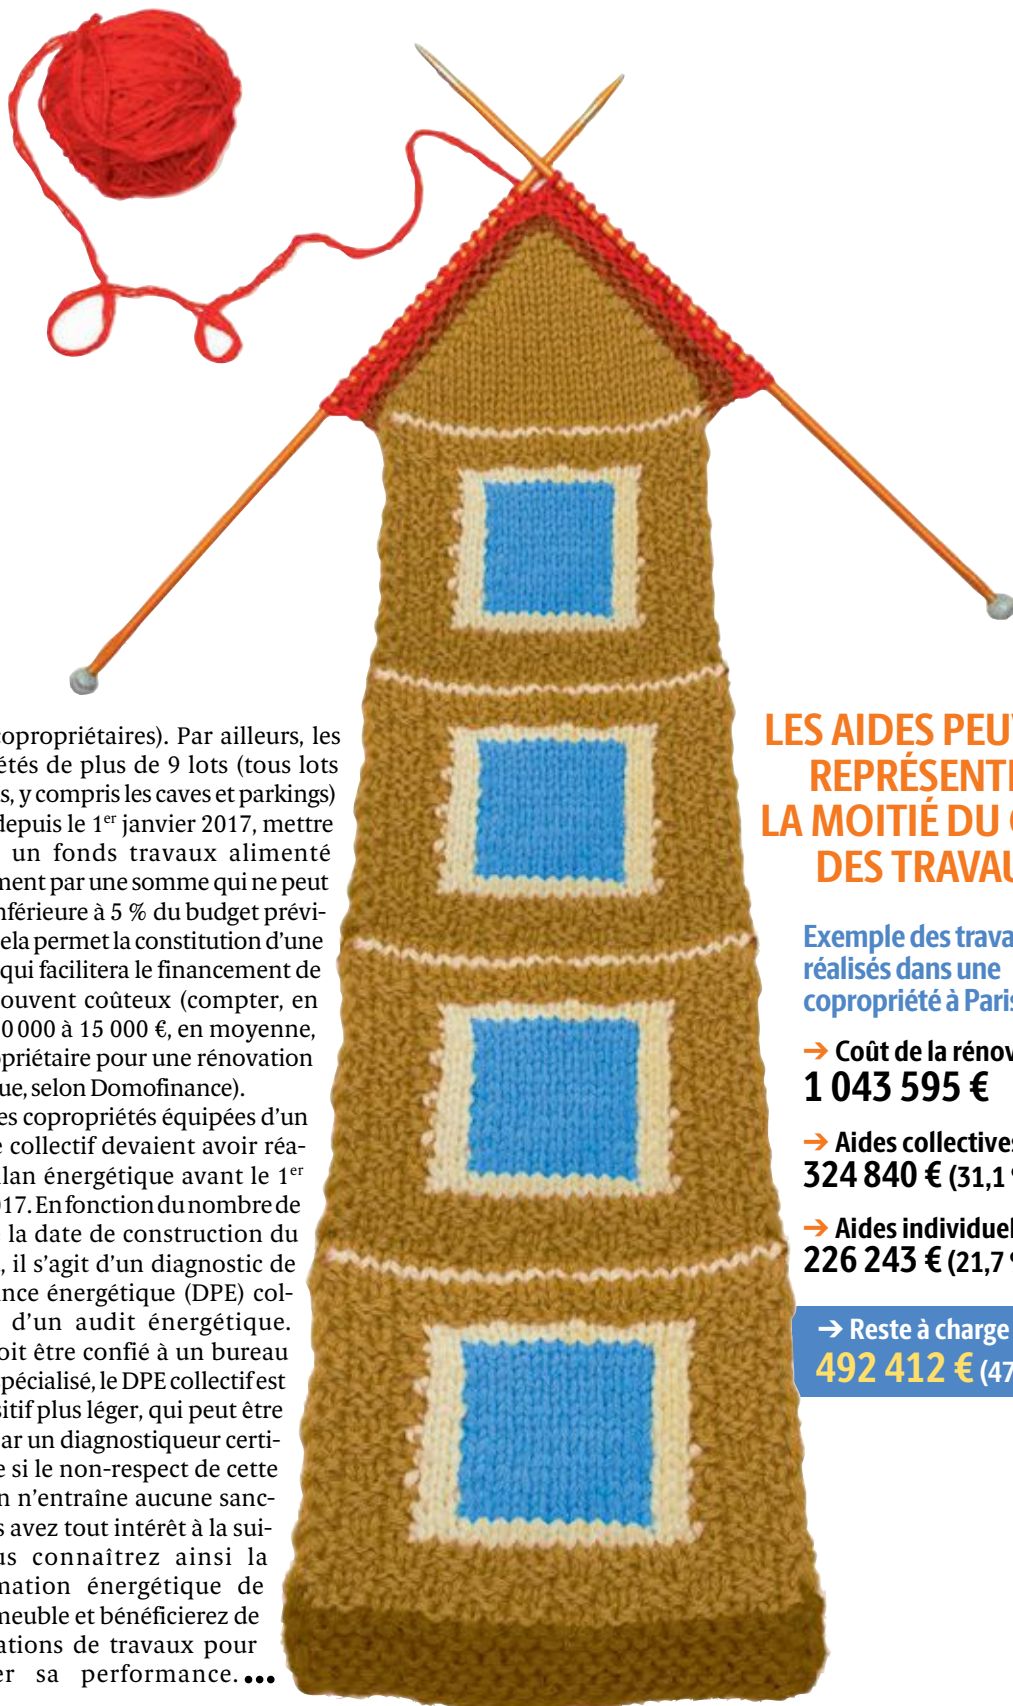 copropriétaires). Par ailleurs, les
étés de plus de 9 lots (tous lots
s, y compris les caves et parkings)
depuis le 1er janvier 2017, mettre
un fonds travaux alimenté
ment par une somme qui ne peut
nférieure à 5 % du budget prévi-
ela permet la constitution d’une
qui facilitera le financement de
ouvent coûteux (compter, en
0 000 à 15 000 €, en moyenne,
opriétaire pour une rénovation
ue, selon Domofinance).
es copropriétés équipées d’un
e collectif devaient avoir réa-
lan énergétique avant le 1er
017. En fonction du nombre de
la date de construction du
, il s’agit d’un diagnostic de
nce énergétique (DPE) col-
d’un audit énergétique.
oit être confié à un bureau
pécialisé, le DPE collectif est
sitif plus léger, qui peut être
ar un diagnostiqueur certi-
e si le non-respect de cette
n n’entraîne aucune sanc-
s avez tout intérêt à la sui-
us connaîtrez ainsi la
mation énergétique de
meuble et bénéficierez de
ations de travaux pour
er sa performance. •••
LES AIDES PEU
REPRÉSENT
LA MOITIÉ DU
DES TRAVAU
Exemple des trava
réalisés dans une
copropriété à Paris
➔ Coût de la rénov
1 043 595 €
➔ Aides collectives
324 840 € (31,1
➔ Aides individuel
226 243 € (21,7
➔ Reste à charge
492 412 € (47